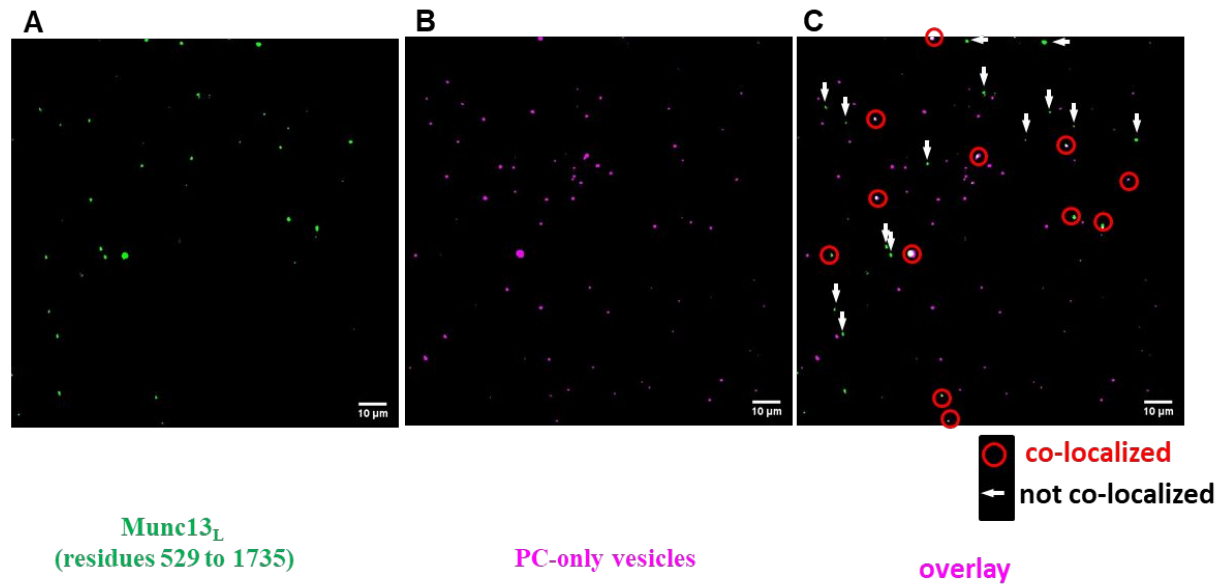 A
B
C
10 µm
10 µm
10 µm
co-localized
not co-localized
Munc13L
(residues 529 to 1735)
PC-only vesicles
overlay